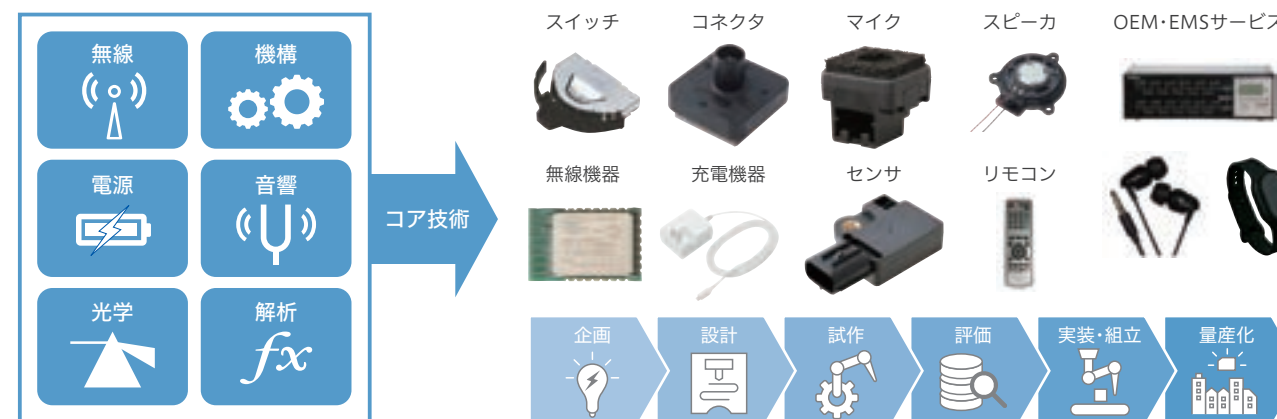 無線
機構
電源
音響
光学
解析
fx
コア技術
スイッチ
コネクタ
マイク
スピーカ
OEM・EMSサービス
無線機器
充電機器
センサ
リモコン
企画
設計
試作
評価
実装・組立
量産化